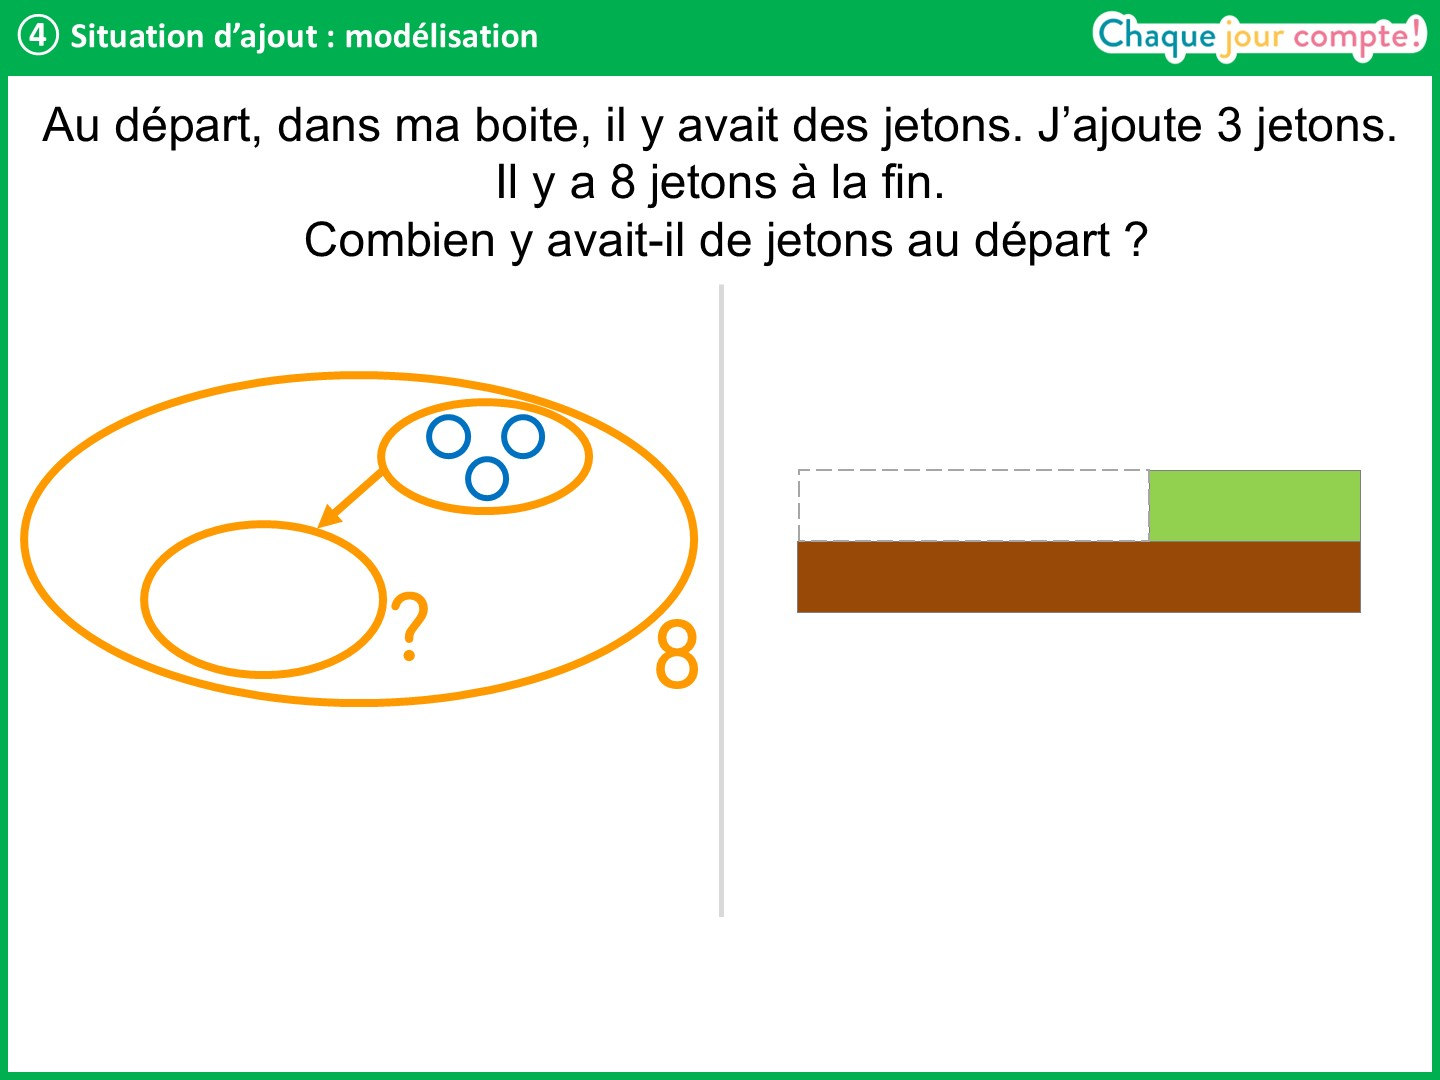 ④ Situation d’ajout : modélisation
Chaque jour compte!
Au départ, dans ma boite, il y avait des jetons. J’ajoute 3 jetons.
Il y a 8 jetons à la fin.
Combien y avait-il de jetons au départ ?
?
8